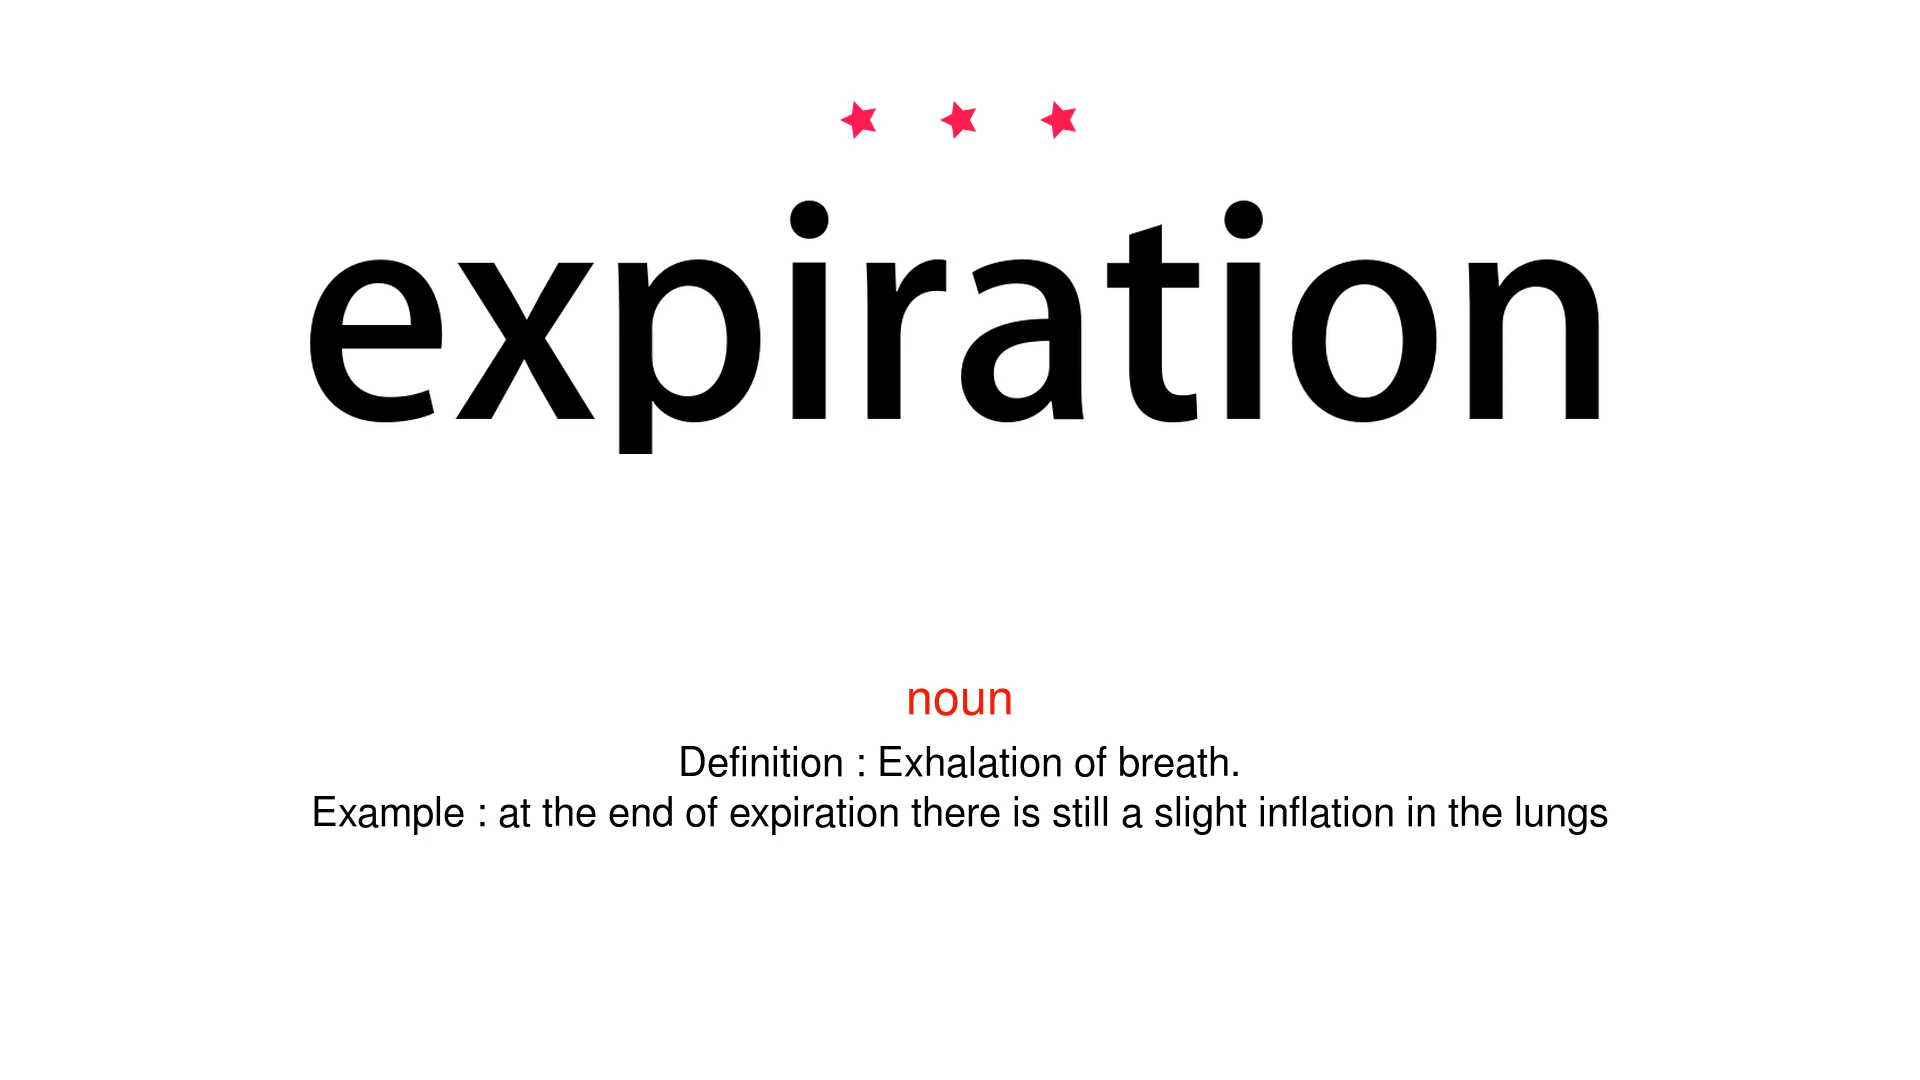 expiration
noun
Definition : Exhalation of breath.
Example : at the end of expiration there is still a slight inflation in the lungs